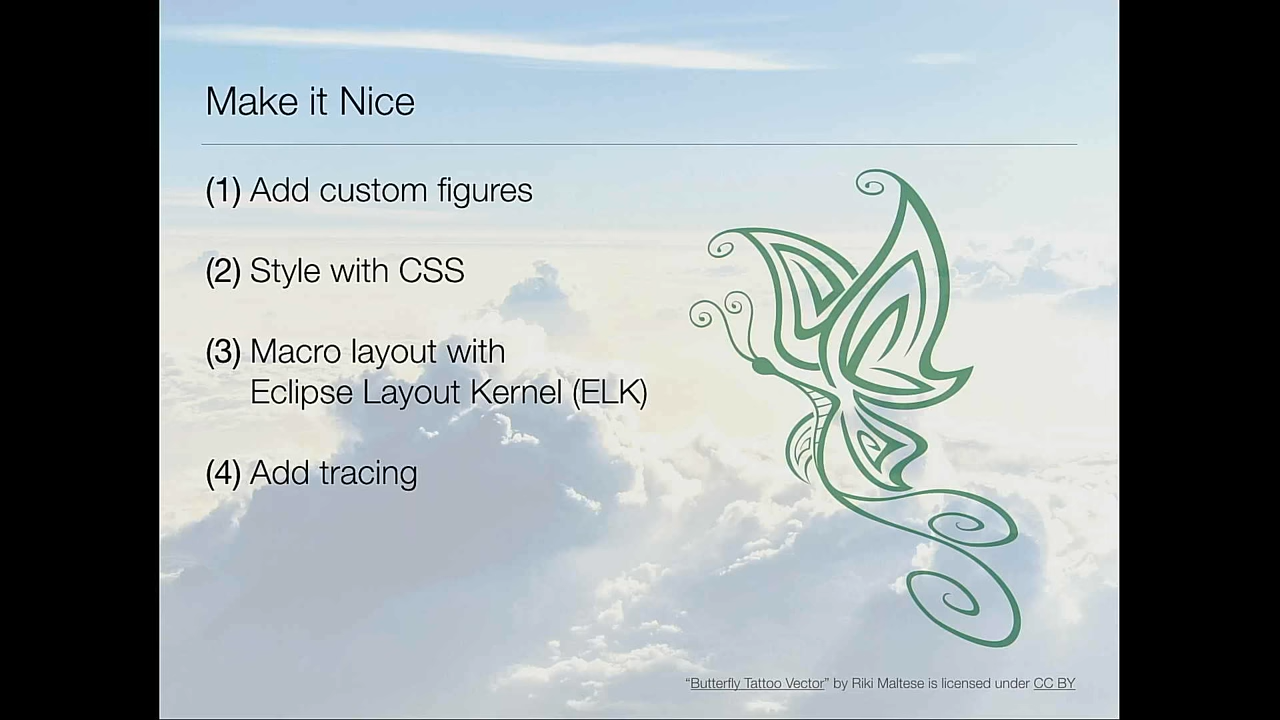 Make it Nice
(1) Add custom figures
(2) Style with CSS
(3) Macro layout with
Eclipse Layout Kernel (ELK)
(4) Add tracing
“Butterfly Tattoo Vector” by Riki Maltese is licensed under CC BY